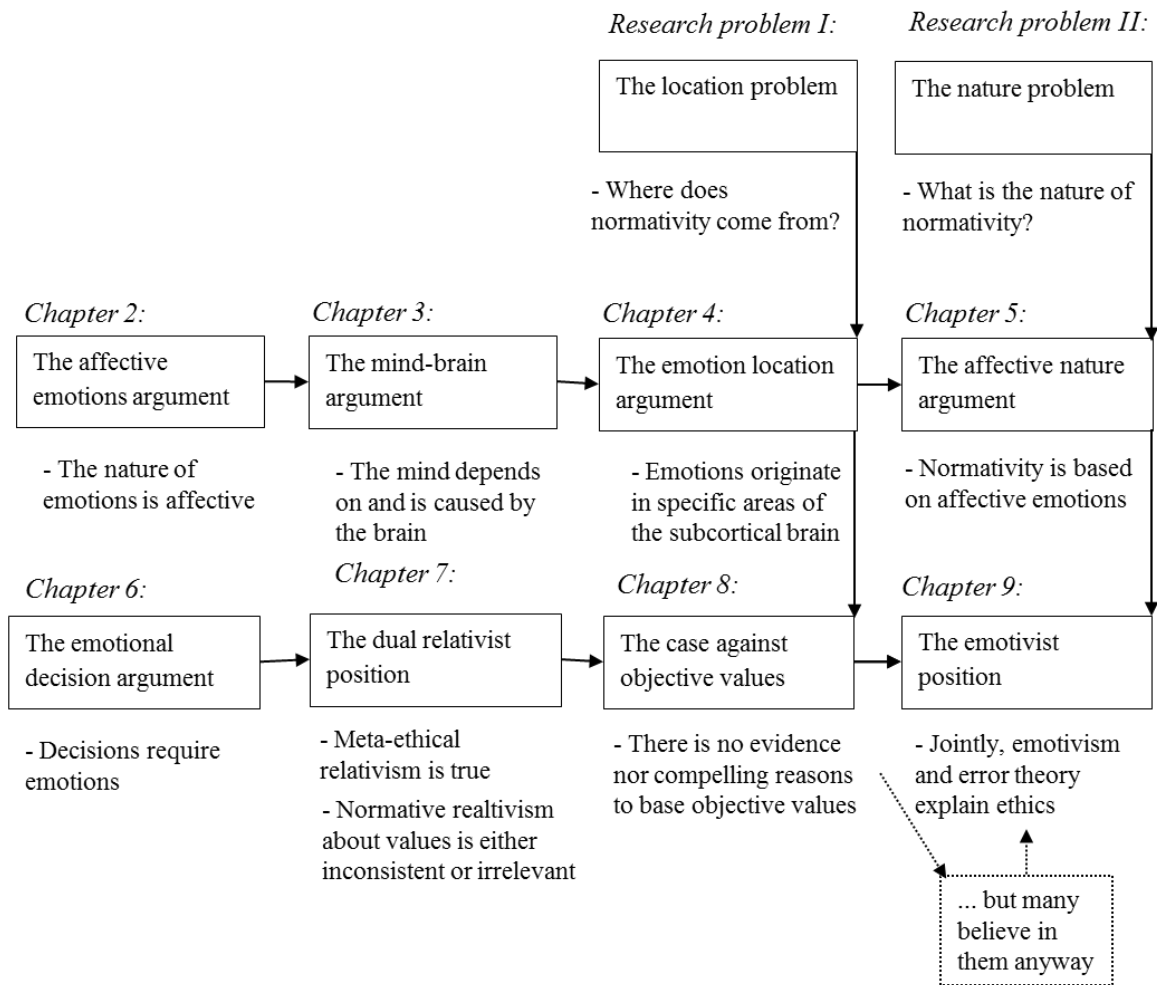 Research problem I:
Research problem II:
The location problem
The nature problem
- Where does
normativity come from?
- What is the nature of
normativity?
Chapter 2:
Chapter 3:
Chapter 4:
Chapter 5:
The affective
emotions argument
The mind-brain
argument
The emotion location
argument
The affective nature
argument
- The nature of
emotions is affective
- The mind depends
on and is caused by
the brain
- Emotions originate
in specific areas of
the subcortical brain
- Normativity is based
on affective emotions
Chapter 6:
Chapter 7:
Chapter 8:
Chapter 9:
The emotional
decision argument
The dual relativist
position
The case against
objective values
The emotivist
position
- Decisions require
emotions
- Meta-ethical
relativism is true
- Normative realtivism
about values is either
inconsistent or irrelevant
- There is no evidence
nor compelling reasons
to base objective values
- Jointly, emotivism
and error theory
explain ethics
... but many
believe in
them anyway